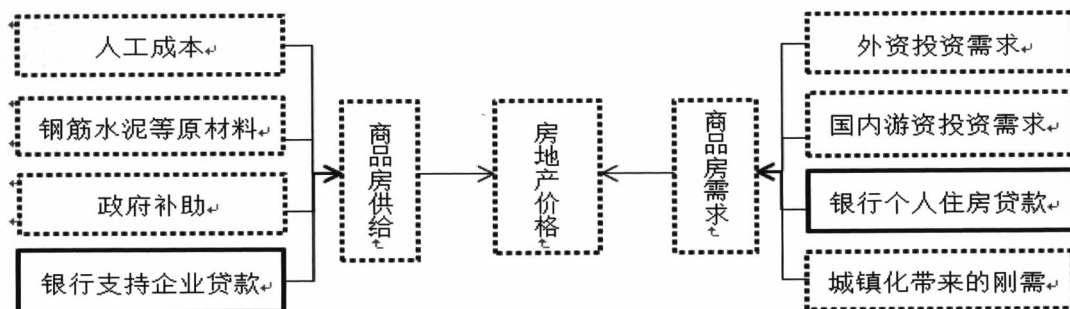 人工成本
钢筋水泥等原材料
政府补助
银行支持企业贷款
商品房供给
房地产价格
商品房需求
外资投资需求
国内游资投资需求
银行个人住房贷款
城镇化带来的刚需